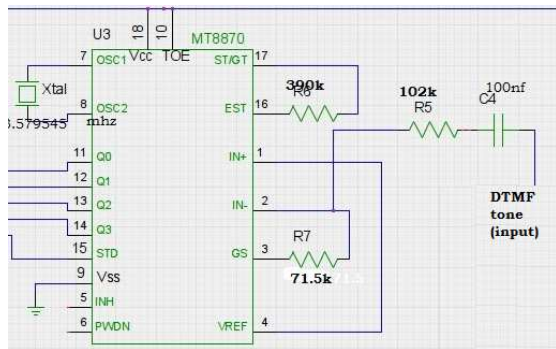 U3
18
10
MT8870
7
OSC1
Vcc
TOE
ST/GT
17
Xtal
390k
R6
102k
R5
100nf
C4
8
OSC2
EST
16
3.579545
mhz
11
Q0
IN+
1
12
Q1
13
Q2
IN-
2
DTMF
tone
(input)
14
Q3
R7
15
STD
GS
3
71.5k
9
Vss
5
INH
6
PWDN
VREF
4